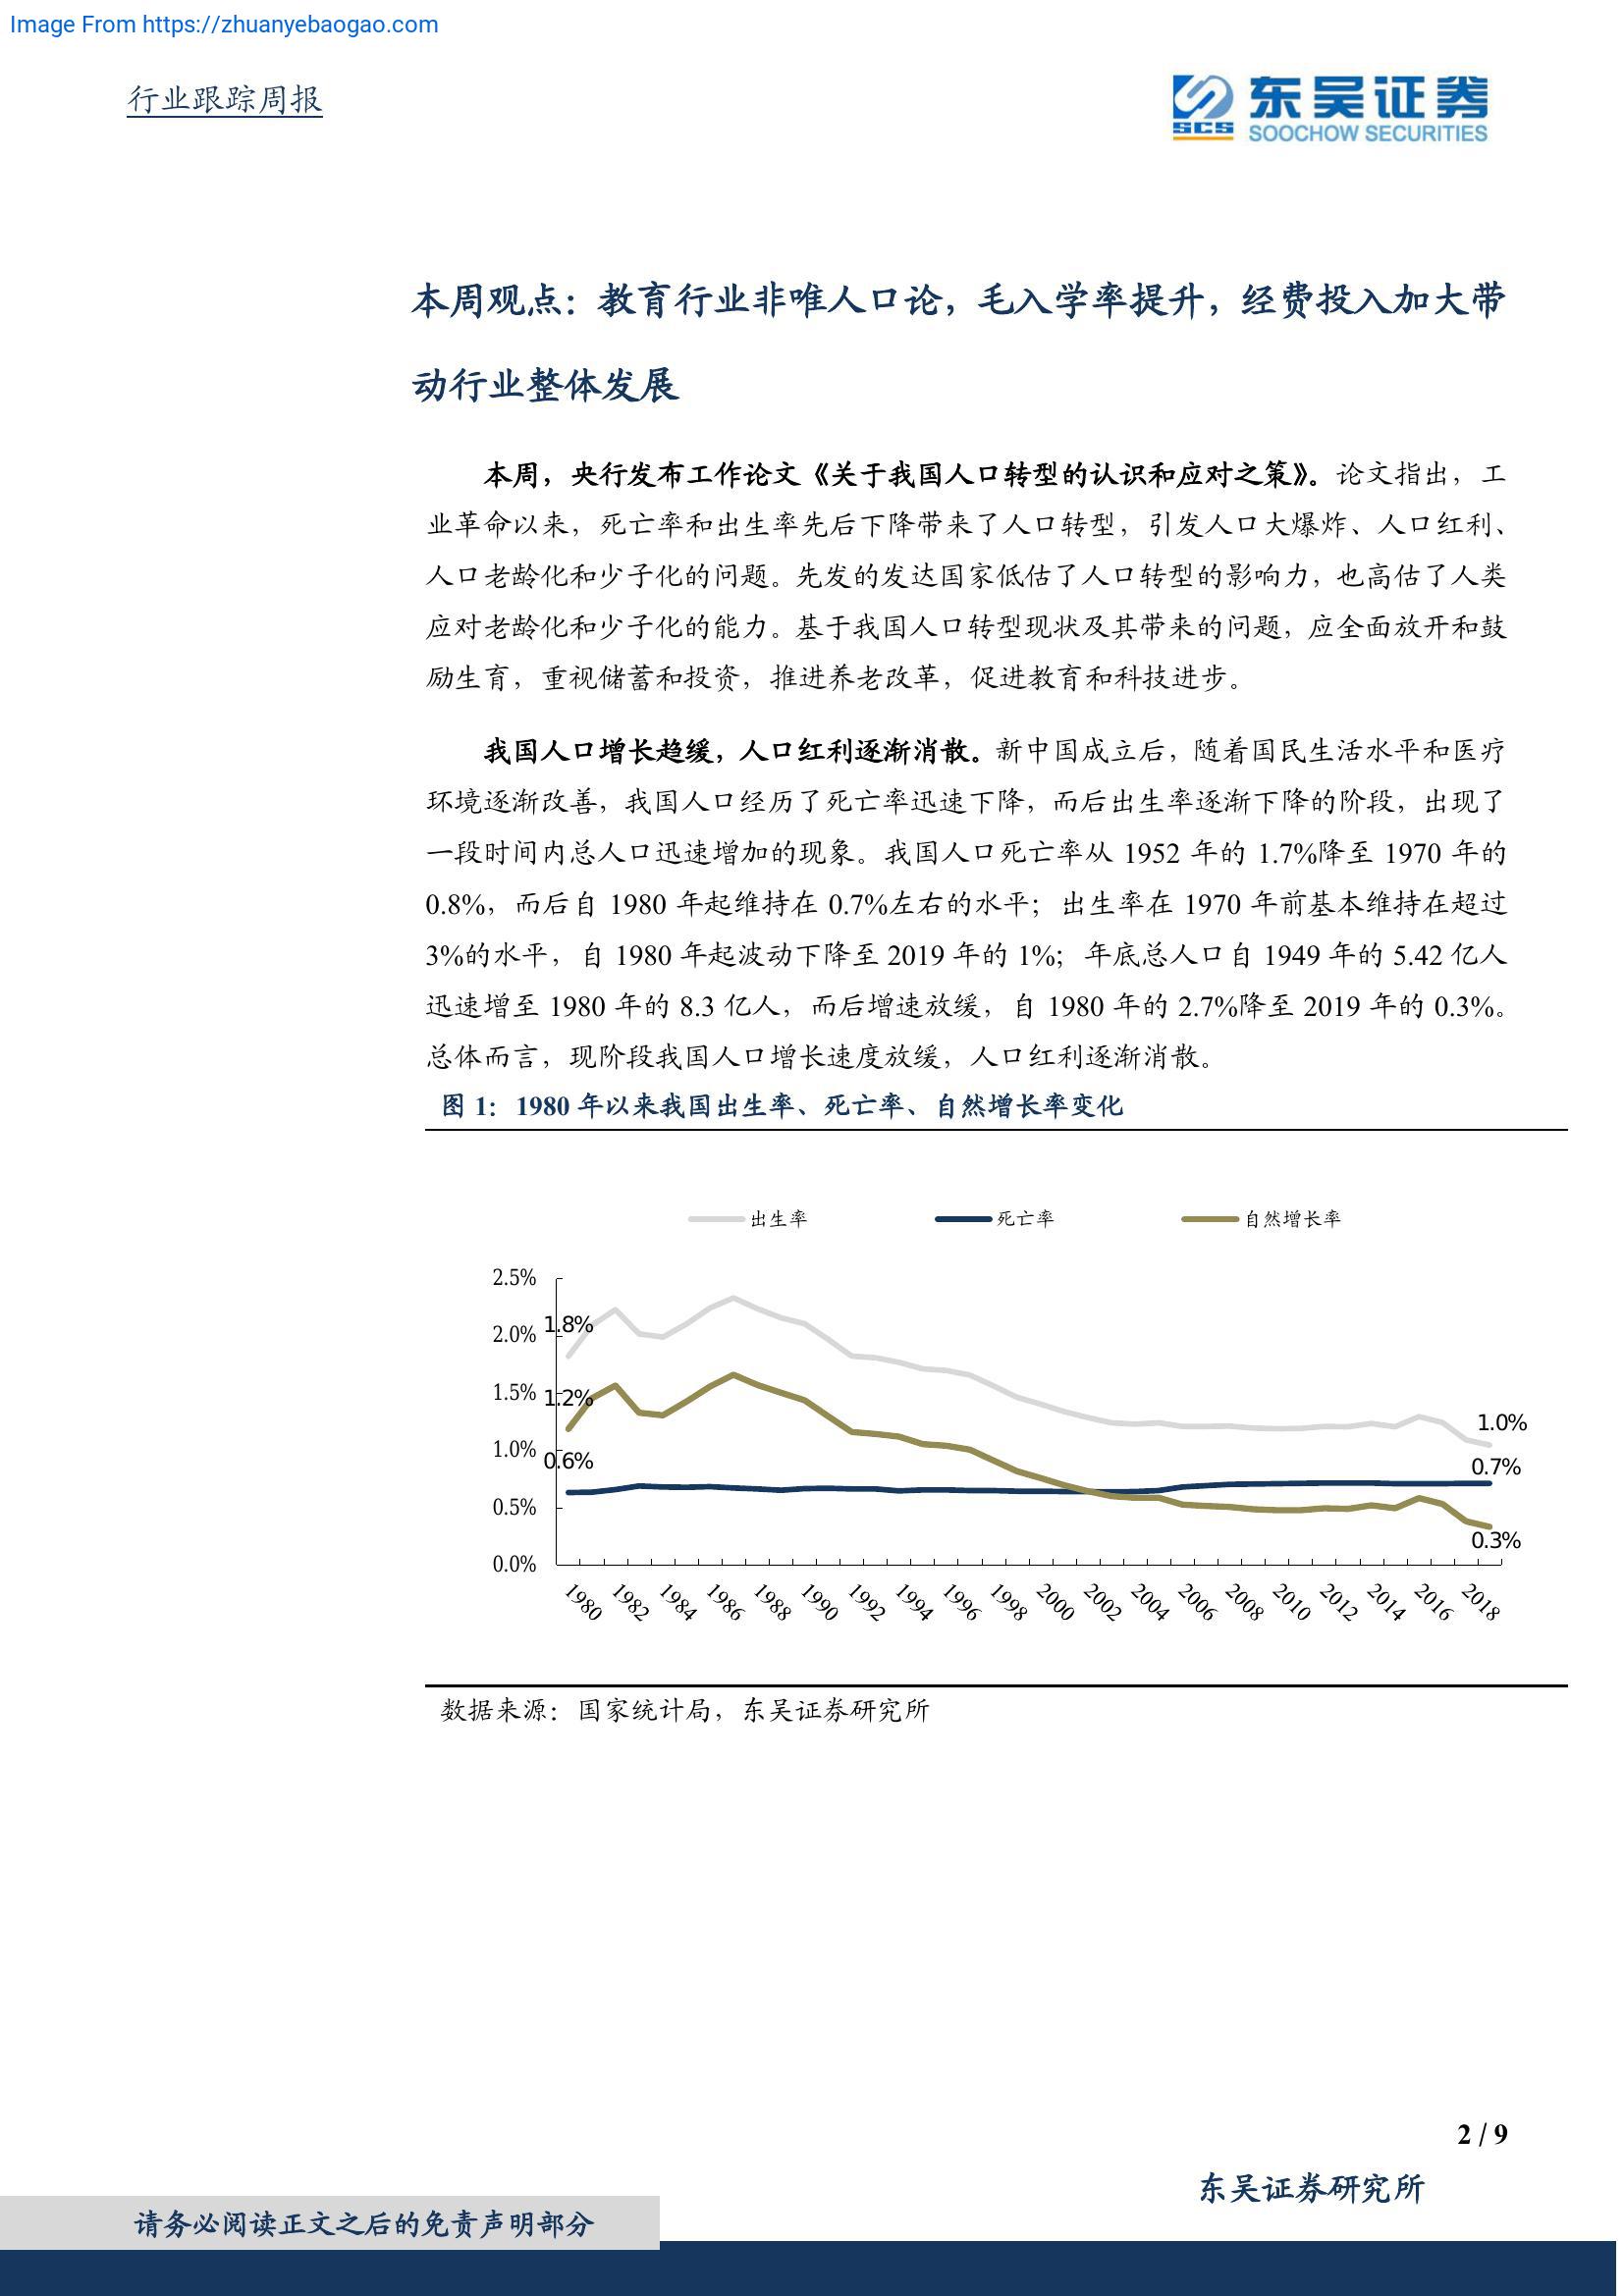 Image From https://zhuanyebaogao.com
行业跟踪周报
SCS
东吴证券
SOOCHOW SECURITIES
本周观点：教育行业非唯人口论，毛入学率提升，经费投入加大带
动行业整体发展
本周，央行发布工作论文《关于我国人口转型的认识和应对之策》。论文指出，工
业革命以来，死亡率和出生率先后下降带来了人口转型，引发人口大爆炸、人口红利、
人口老龄化和少子化的问题。先发的发达国家低估了人口转型的影响力，也高估了人类
应对老龄化和少子化的能力。基于我国人口转型现状及其带来的问题，应全面放开和鼓
励生育，重视储蓄和投资，推进养老改革，促进教育和科技进步。
我国人口增长趋缓，人口红利逐渐消散。新中国成立后，随着国民生活水平和医疗
环境逐渐改善，我国人口经历了死亡率迅速下降，而后出生率逐渐下降的阶段，出现了
一段时间内总人口迅速增加的现象。我国人口死亡率从 1952 年的 1.7%降至 1970 年的
0.8%，而后自 1980 年起维持在 0.7%左右的水平；出生率在 1970 年前基本维持在超过
3%的水平，自 1980 年起波动下降至 2019 年的 1%；年底总人口自 1949 年的 5.42 亿人
迅速增至 1980 年的 8.3 亿人，而后增速放缓，自 1980 年的 2.7%降至 2019 年的 0.3%。
总体而言，现阶段我国人口增长速度放缓，人口红利逐渐消散。
图 1：1980 年以来我国出生率、死亡率、自然增长率变化
出生率 死亡率 自然增长率
2.5%
2.0% 1.8%
1.5% 1.2%
1.0% 1.0%
0.6% 0.7%
0.5%
0.3%
0.0%
1980 1982 1984 1986 1988 1990 1992 1994 1996 1998 2000 2002 2004 2006 2008 2010 2012 2014 2016 2018
数据来源：国家统计局，东吴证券研究所
2 / 9
东吴证券研究所
请务必阅读正文之后的免责声明部分